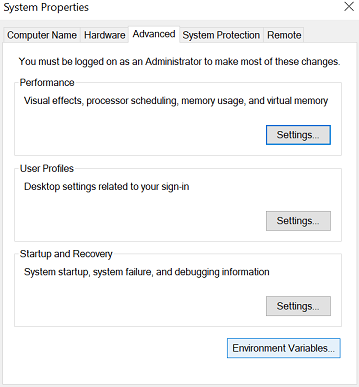 System Properties
Computer Name Hardware Advanced System Protection Remote
You must be logged on as an Administrator to make most of these changes.
Performance
Visual effects, processor scheduling, memory usage, and virtual memory
Settings...
User Profiles
Desktop settings related to your sign-in
Settings...
Startup and Recovery
System startup, system failure, and debugging information
Settings...
Environment Variables...